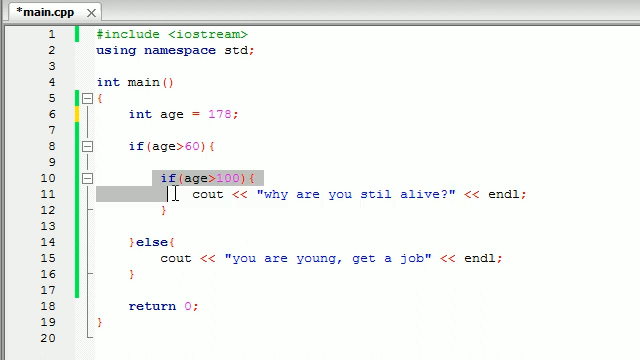 *main.cpp
1 #include <iostream>
2 using namespace std;
3
4 int main()
5 {
6 int age = 178;
7
8 if(age>60){
9
10 if(age>100){
11 cout << "why are you stil alive?" << endl;
12 }
13
14 }else{
15 cout << "you are young, get a job" << endl;
16 }
17
18 return 0;
19 }
20